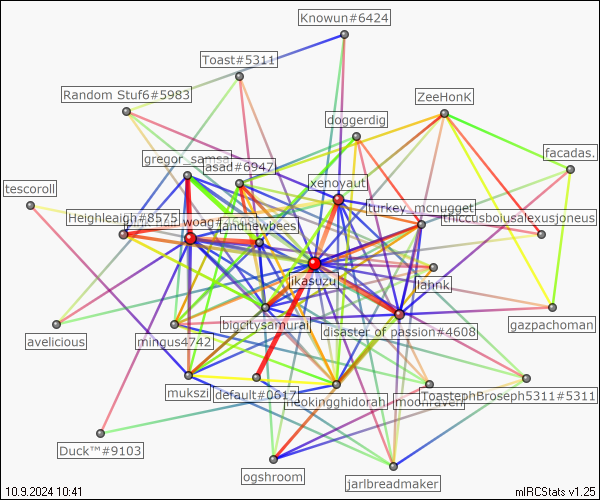 Knowun#6424
Toast#5311
Random Stuf6#5983
ZeeHonK
doggerdig
facadas.
gregor_samsa
asad#6947
tescoroll
xenoyaut
turkey_mcnugget
Heighleaigh#8575
woag
landnewbees
thiccusboiusalexusjoneus
ikasuzu
lahnk
gazpachoman
bigcitysamurai
disaster of passion#4608
avelicious
mingus4742
mukszi
default#0617
neokingghidorah
moonraven
ToastephBroseph5311#5311
Duck™#9103
ogshroom
jarlbreadmaker
10.9.2024 10:41
mIRCStats v1.25